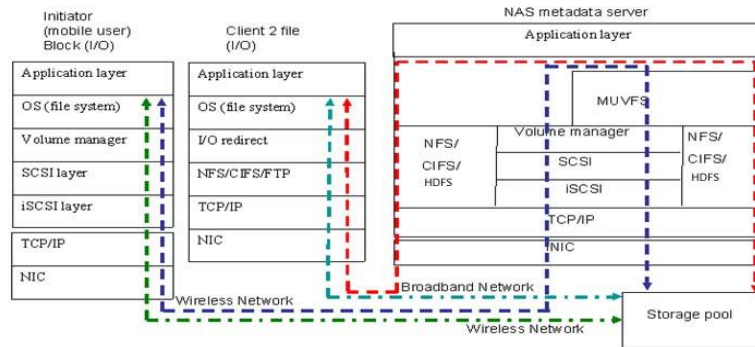 Initiator
(mobile user)
Block (I/O)
Application layer
OS (file system)
Volume manager
SCSI layer
iSCSI layer
TCP/IP
NIC
Client 2 file
(I/O)
Application layer
OS (file system)
I/O redirect
NFS/CIFS/FTP
TCP/IP
NIC
NAS metadata server
Application layer
MUVFS
NFS/
CIFS/
HDFS
Volume manager
SCSI
iSCSI
NFS/
CIFS/
HDFS
TCP/IP
NIC
Broadband Network
Wireless Network
Wireless Network
Storage pool